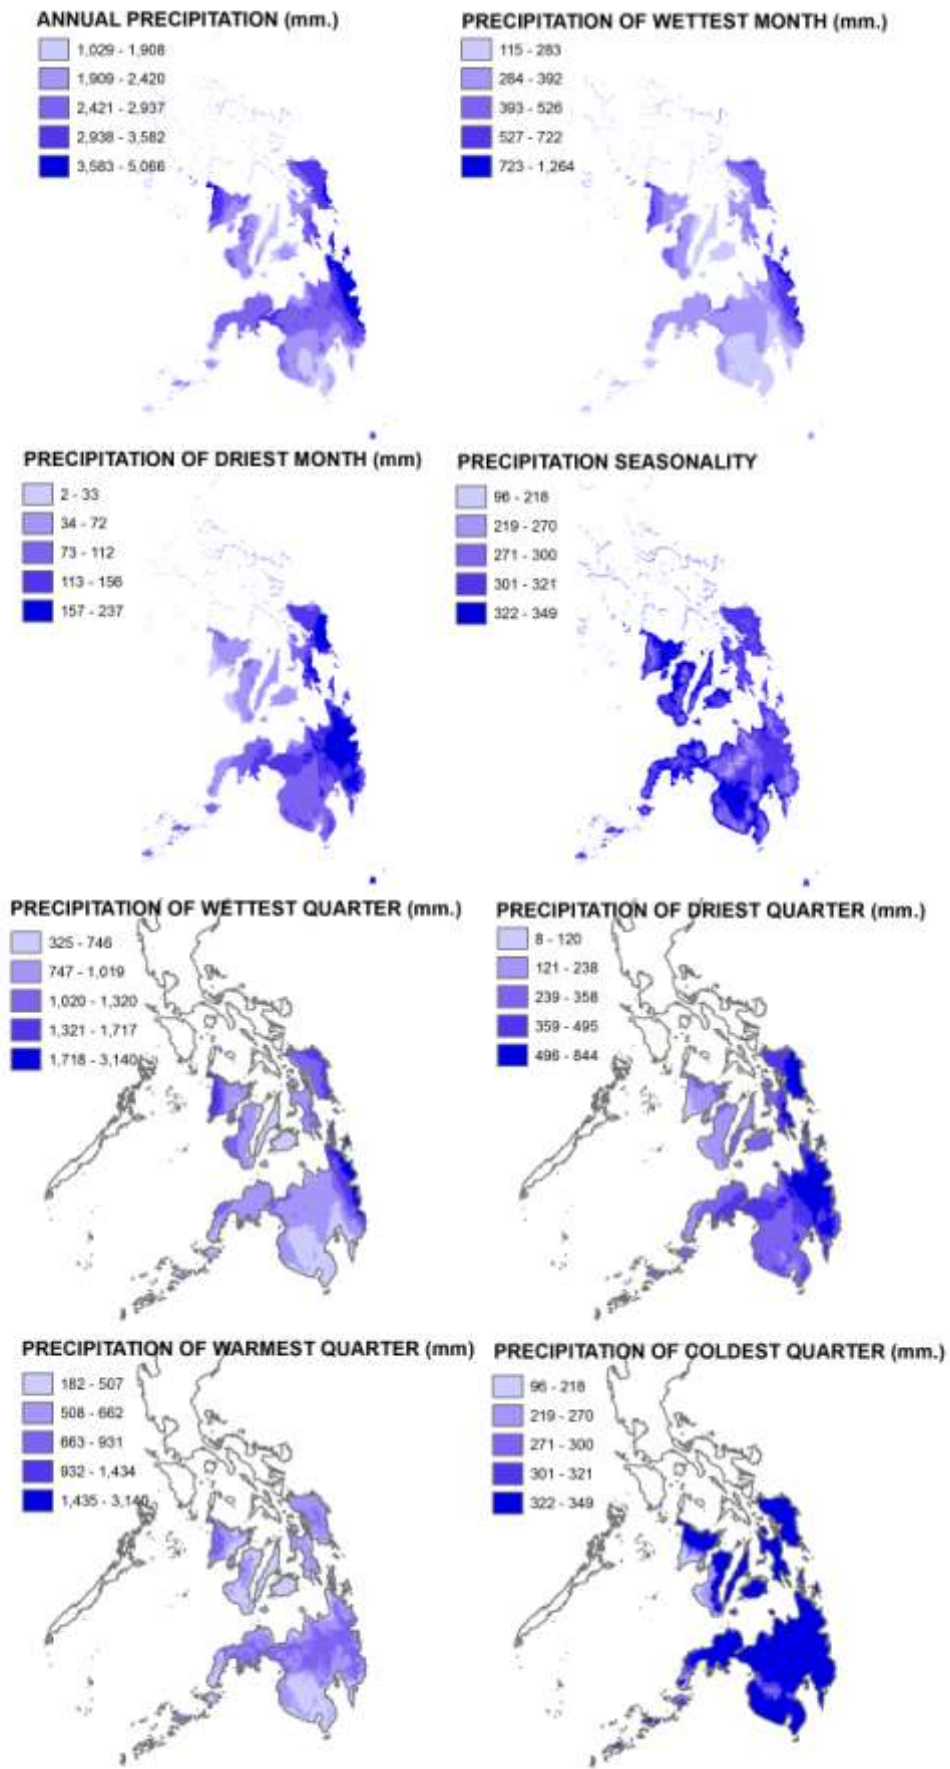 ANNUAL PRECIPITATION (mm.)
1,029 - 1,908
1,909 - 2,420
2,421 - 2,937
2,938 - 3,582
3,583 - 5,066
PRECIPITATION OF WETTEST MONTH (mm.)
115 - 283
284 - 392
393 - 526
527 - 722
723 - 1,264
PRECIPITATION OF DRIEST MONTH (mm)
2 - 33
34 - 72
73 - 112
113 - 156
157 - 237
PRECIPITATION SEASONALITY
96 - 218
219 - 270
271 - 300
301 - 321
322 - 349
PRECIPITATION OF WETTEST QUARTER (mm.)
325 - 746
747 - 1,019
1,020 - 1,320
1,321 - 1,717
1,718 - 3,140
PRECIPITATION OF DRIEST QUARTER (mm.)
8 - 120
121 - 238
239 - 358
359 - 495
496 - 844
PRECIPITATION OF WARMEST QUARTER (mm)
182 - 507
508 - 662
663 - 931
932 - 1,434
1,435 - 3,140
PRECIPITATION OF COLDEST QUARTER (mm.)
96 - 218
219 - 270
271 - 300
301 - 321
322 - 349